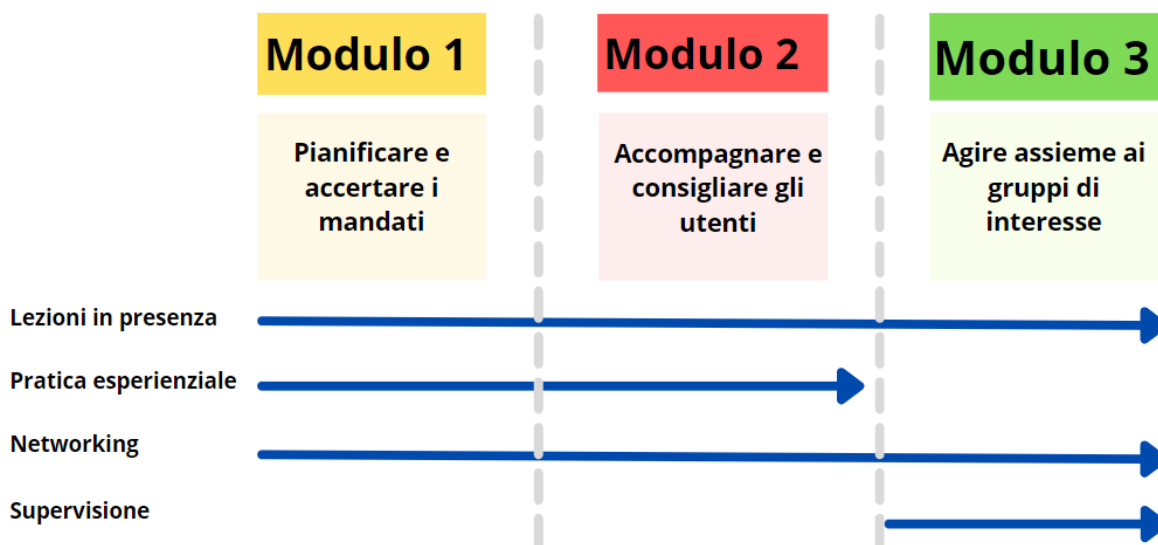 Modulo 1
Modulo 2
Modulo 3
Pianificare e
accertare i
mandati
Accompagnare e
consigliare gli
utenti
Agire assieme ai
gruppi di
interesse
Lezioni in presenza
Pratica esperienziale
Networking
Supervisione